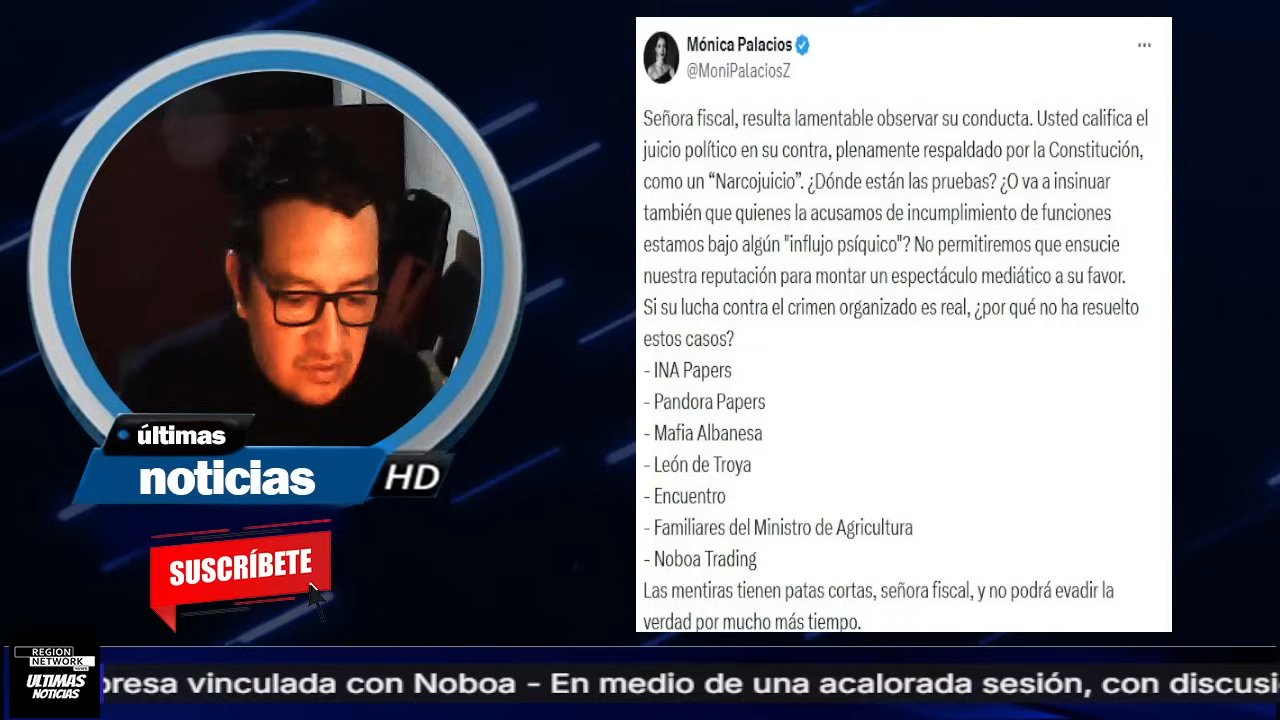 Mónica Palacios
@MoniPalaciosZ
Señora fiscal, resulta lamentable observar su conducta. Usted califica el
juicio político en su contra, plenamente respaldado por la Constitución,
como un “Narcojuicio”. ¿Dónde están las pruebas? ¿O va a insinuar
también que quienes la acusamos de incumplimiento de funciones
estamos bajo algún "influjo psíquico"? No permitiremos que ensucie
nuestra reputación para montar un espectáculo mediático a su favor.
Si su lucha contra el crimen organizado es real, ¿por qué no ha resuelto
estos casos?
- INA Papers
- Pandora Papers
- Mafia Albanesa
- León de Troya
- Encuentro
- Familiares del Ministro de Agricultura
- Noboa Trading
Las mentiras tienen patas cortas, señora fiscal, y no podrá evadir la
verdad por mucho más tiempo.
últimas
noticias HD
SUSCRÍBETE
REGION
NETWORK
NEWS
ULTIMAS
NOTICIAS
presa vinculada con Noboa - En medio de una acalorada sesión, con discusi